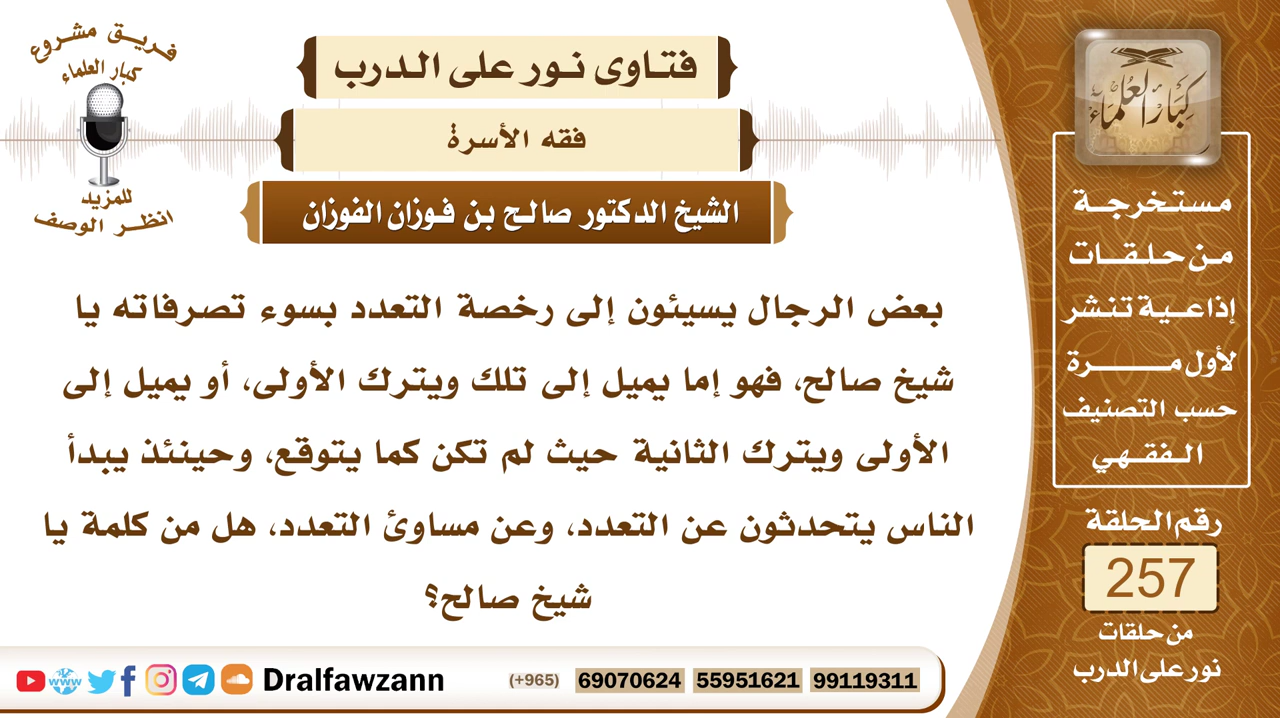 فريق مشروع
كبار العلماء
للمزيد
انظر الوصف
فتاوى نور على الدرب
فقه الأسرة
الشيخ الدكتور صالح بن فوزان الفوزان
بعض الرجال يسيئون إلى رخصة التعدد بسوء تصرفاته يا
شيخ صالح، فهو إما يميل إلى تلك ويترك الأولى، أو يميل إلى
الأولى ويترك الثانية حيث لم تكن كما يتوقع، وحينئذ يبدأ
الناس يتحدثون عن التعدد، وعن مساوئ التعدد، هل من كلمة يا
شيخ صالح؟
كبار العلماء
مستخرجة
من حلقات
إذاعية تنشر
لأول مرة
حسب التصنيف
الفقهي
رقم الحلقة
257
من حلقات
نور على الدرب
www Dralfawzann (+965) 69070624 55951621 99119311